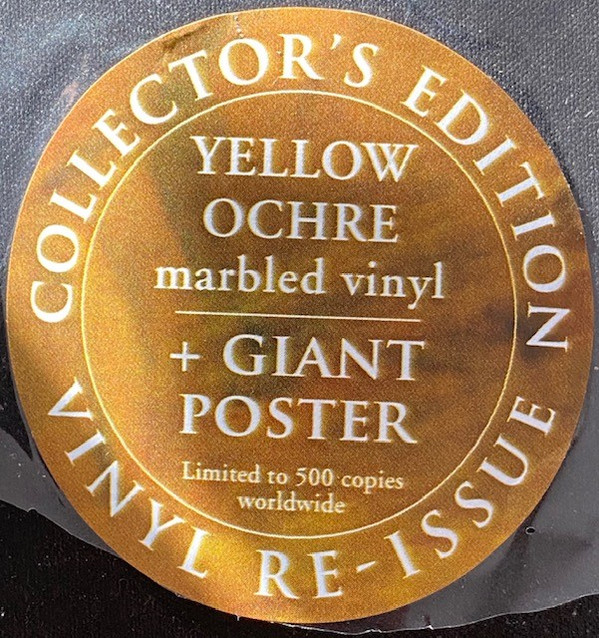 COLLECTOR'S EDITION
YELLOW
OCHRE
marbled vinyl
+ GIANT
POSTER
Limited to 500 copies
worldwide
VINYL RE-ISSUE